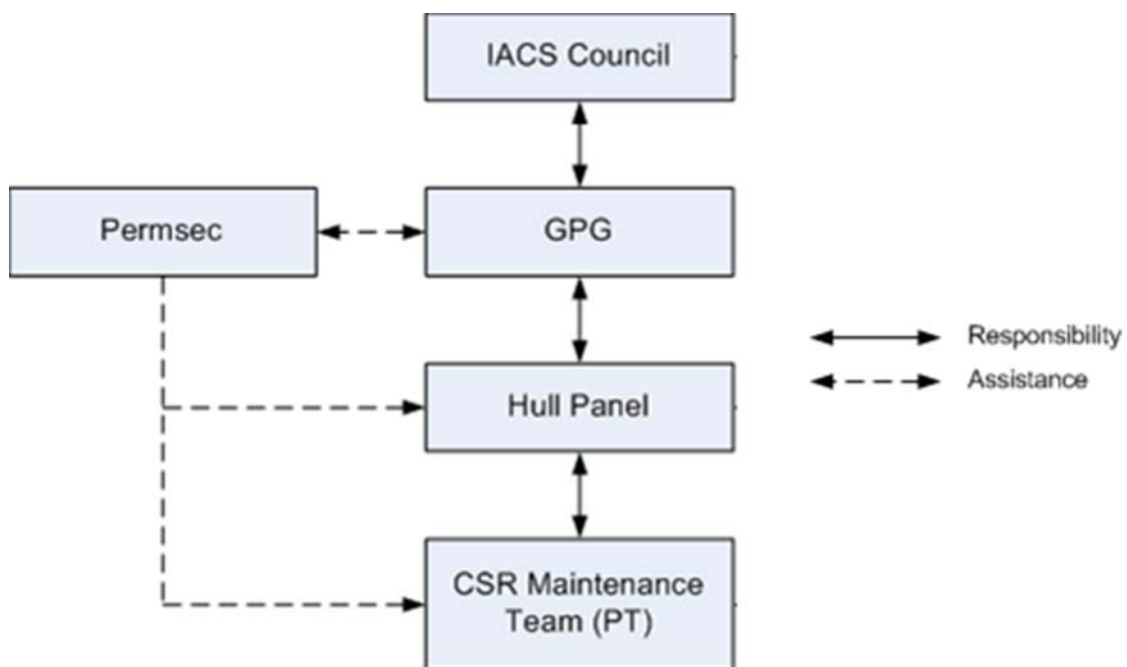 IACS Council
Permsec
GPG
Responsibility
Assistance
Hull Panel
CSR Maintenance
Team (PT)